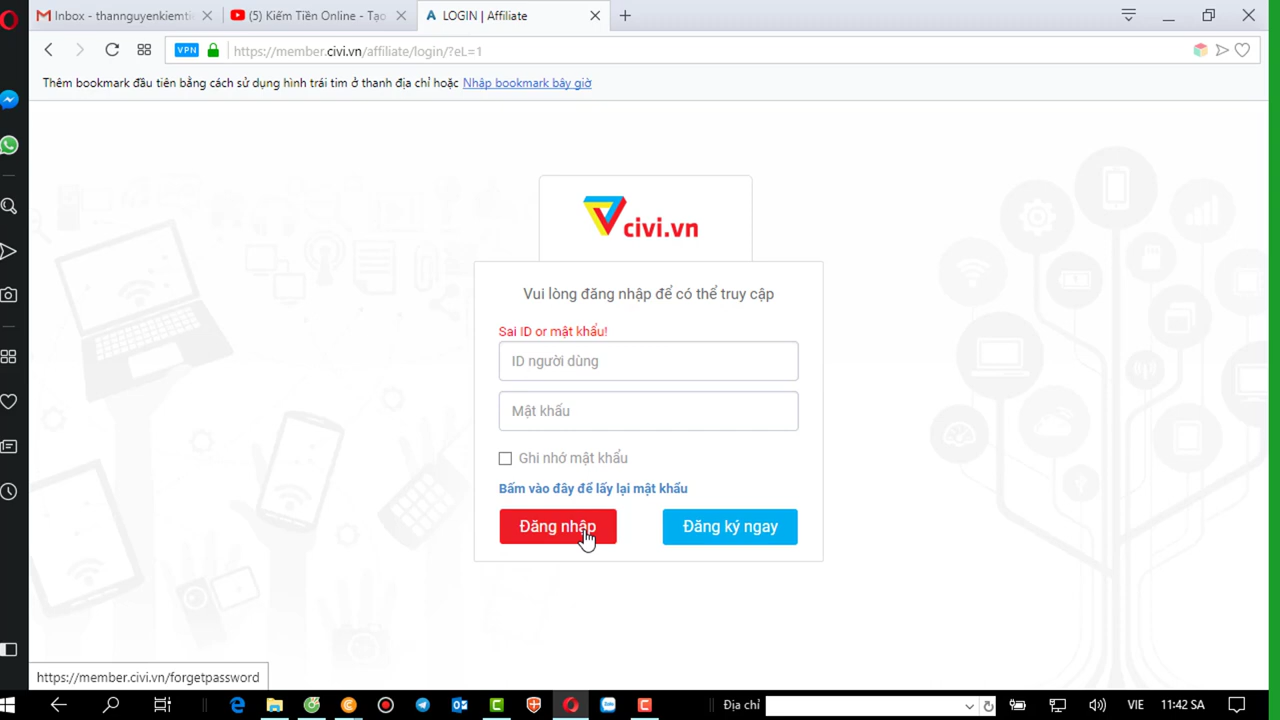 Inbox - thannguyenkiemti
(5) Kiếm Tiền Online - Tạo
LOGIN | Affiliate
VPN
https://member.civi.vn/affiliate/login/?eL=1
Thêm bookmark đầu tiên bằng cách sử dụng hình trái tim ở thanh địa chỉ hoặc Nhập bookmark bây giờ
civi.vn
Vui lòng đăng nhập để có thể truy cập
Sai ID or mật khẩu!
ID người dùng
Mật khẩu
Ghi nhớ mật khẩu
Bấm vào đây để lấy lại mật khẩu
Đăng nhập
Đăng ký ngay
https://member.civi.vn/forgetpassword
Địa chỉ
VIE
11:42 SA